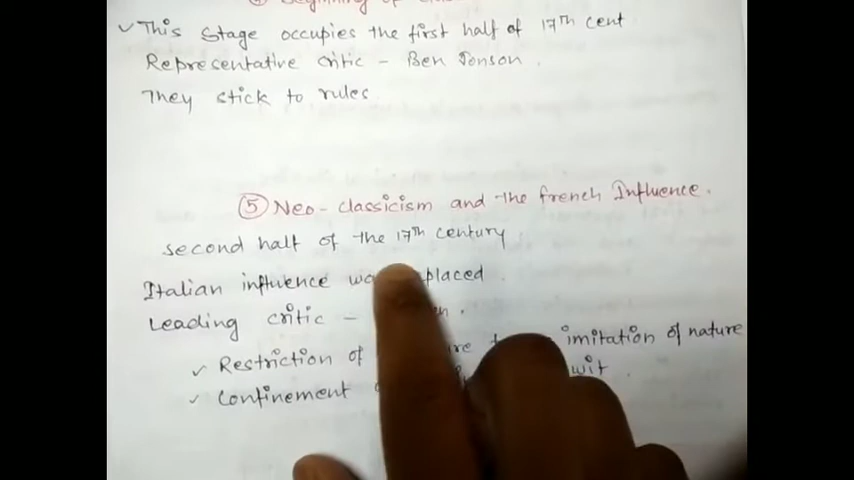 This stage occupies the first half of 17th cent
Representative critic - Ben Jonson.
They stick to rules.
⑤ Neo-classicism and the french Influence.
second half of the 17th century
Italian influence placed.
Leading critic -
Restriction of imitation of nature
Confinement wit.